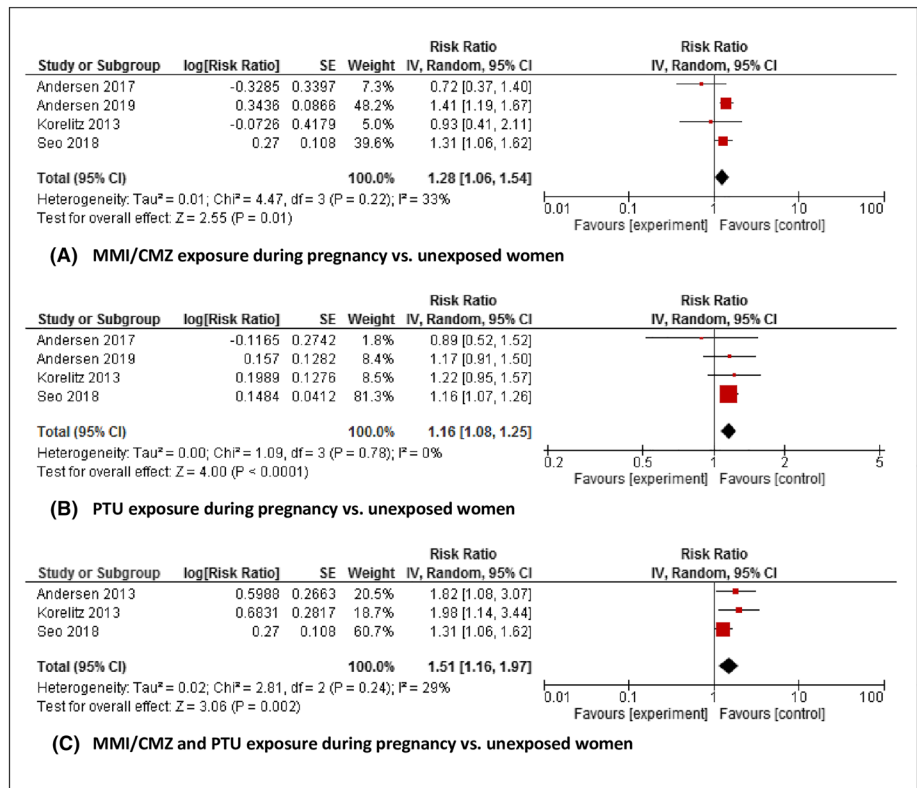 Risk Ratio Risk Ratio
Study or Subgroup log[Risk Ratio] SE Weight IV, Random, 95% CI IV, Random, 95% CI
Andersen 2017 -0.3285 0.3397 7.3% 0.72 [0.37, 1.40]
Andersen 2019 0.3436 0.0866 48.2% 1.41 [1.19, 1.67]
Korelitz 2013 -0.0726 0.4179 5.0% 0.93 [0.41, 2.11]
Seo 2018 0.27 0.108 39.6% 1.31 [1.06, 1.62]
Total (95% CI) 100.0% 1.28 [1.06, 1.54]
Heterogeneity: Tau² = 0.01; Chi² = 4.47, df = 3 (P = 0.22); I² = 33%
Test for overall effect: Z = 2.55 (P = 0.01)
0.01 0.1 1 10 100
Favours [experiment] Favours [control]
(A) MMI/CMZ exposure during pregnancy vs. unexposed women
Risk Ratio Risk Ratio
Study or Subgroup log[Risk Ratio] SE Weight IV, Random, 95% CI IV, Random, 95% CI
Andersen 2017 -0.1165 0.2742 1.8% 0.89 [0.52, 1.52]
Andersen 2019 0.157 0.1282 8.4% 1.17 [0.91, 1.50]
Korelitz 2013 0.1989 0.1276 8.5% 1.22 [0.95, 1.57]
Seo 2018 0.1484 0.0412 81.3% 1.16 [1.07, 1.26]
Total (95% CI) 100.0% 1.16 [1.08, 1.25]
Heterogeneity: Tau² = 0.00; Chi² = 1.09, df = 3 (P = 0.78); I² = 0%
Test for overall effect: Z = 4.00 (P < 0.0001)
0.2 0.5 1 2 5
Favours [experiment] Favours [control]
(B) PTU exposure during pregnancy vs. unexposed women
Risk Ratio Risk Ratio
Study or Subgroup log[Risk Ratio] SE Weight IV, Random, 95% CI IV, Random, 95% CI
Andersen 2013 0.5988 0.2663 20.5% 1.82 [1.08, 3.07]
Korelitz 2013 0.6831 0.2817 18.7% 1.98 [1.14, 3.44]
Seo 2018 0.27 0.108 60.7% 1.31 [1.06, 1.62]
Total (95% CI) 100.0% 1.51 [1.16, 1.97]
Heterogeneity: Tau² = 0.02; Chi² = 2.81, df = 2 (P = 0.24); I² = 29%
Test for overall effect: Z = 3.06 (P = 0.002)
0.01 0.1 1 10 100
Favours [experiment] Favours [control]
(C) MMI/CMZ and PTU exposure during pregnancy vs. unexposed women